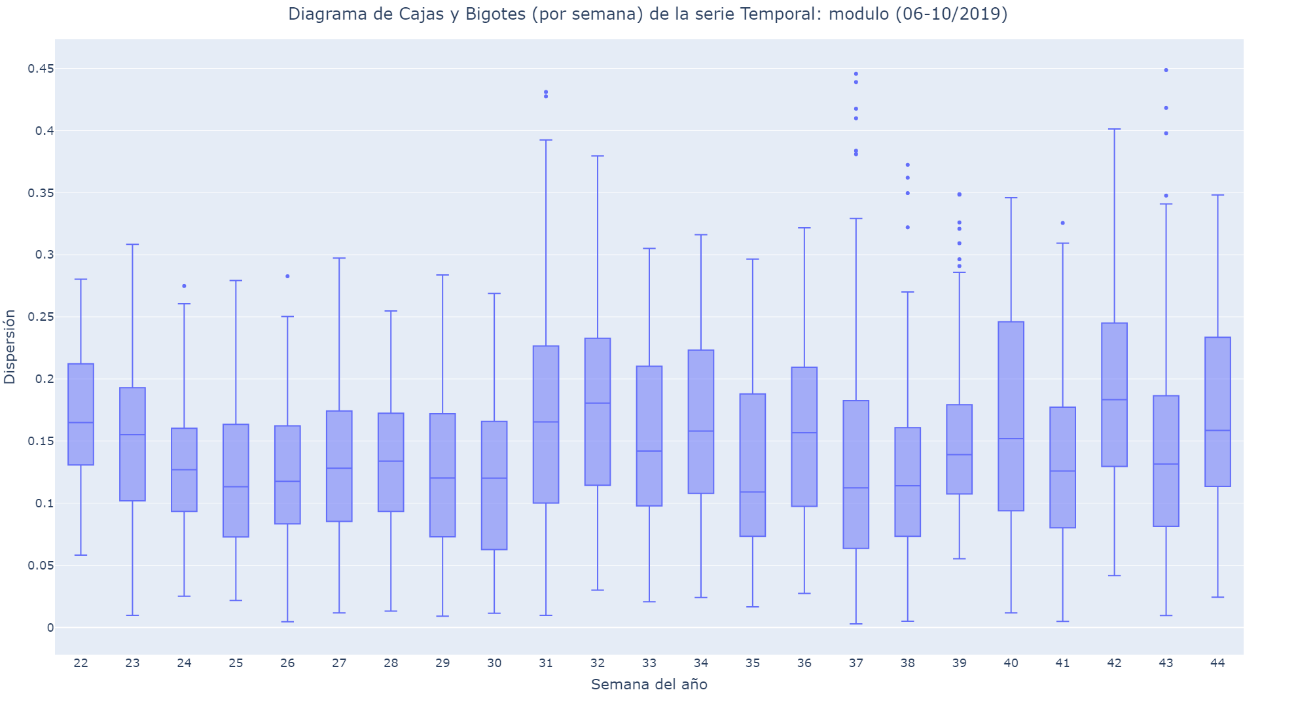 Diagrama de Cajas y Bigotes (por semana) de la serie Temporal: modulo (06-10/2019)
Dispersión
0.45
0.4
0.35
0.3
0.25
0.2
0.15
0.1
0.05
0
22 23 24 25 26 27 28 29 30 31 32 33 34 35 36 37 38 39 40 41 42 43 44
Semana del año